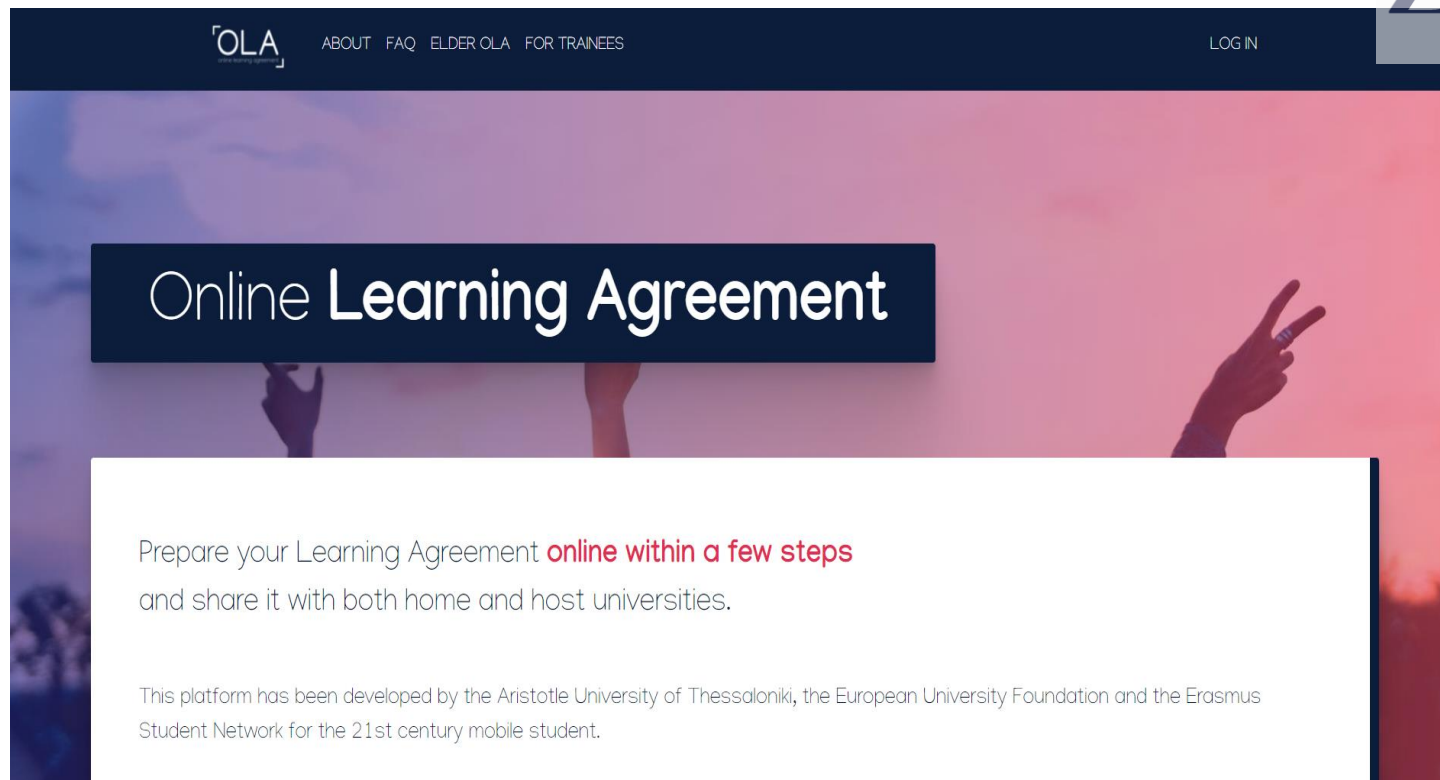 OLA
online learning agreement
ABOUT FAQ ELDER OLA FOR TRAINEES
LOG IN
Online Learning Agreement
Prepare your Learning Agreement online within a few steps
and share it with both home and host universities.
This platform has been developed by the Aristotle University of Thessaloniki, the European University Foundation and the Erasmus
Student Network for the 21st century mobile student.